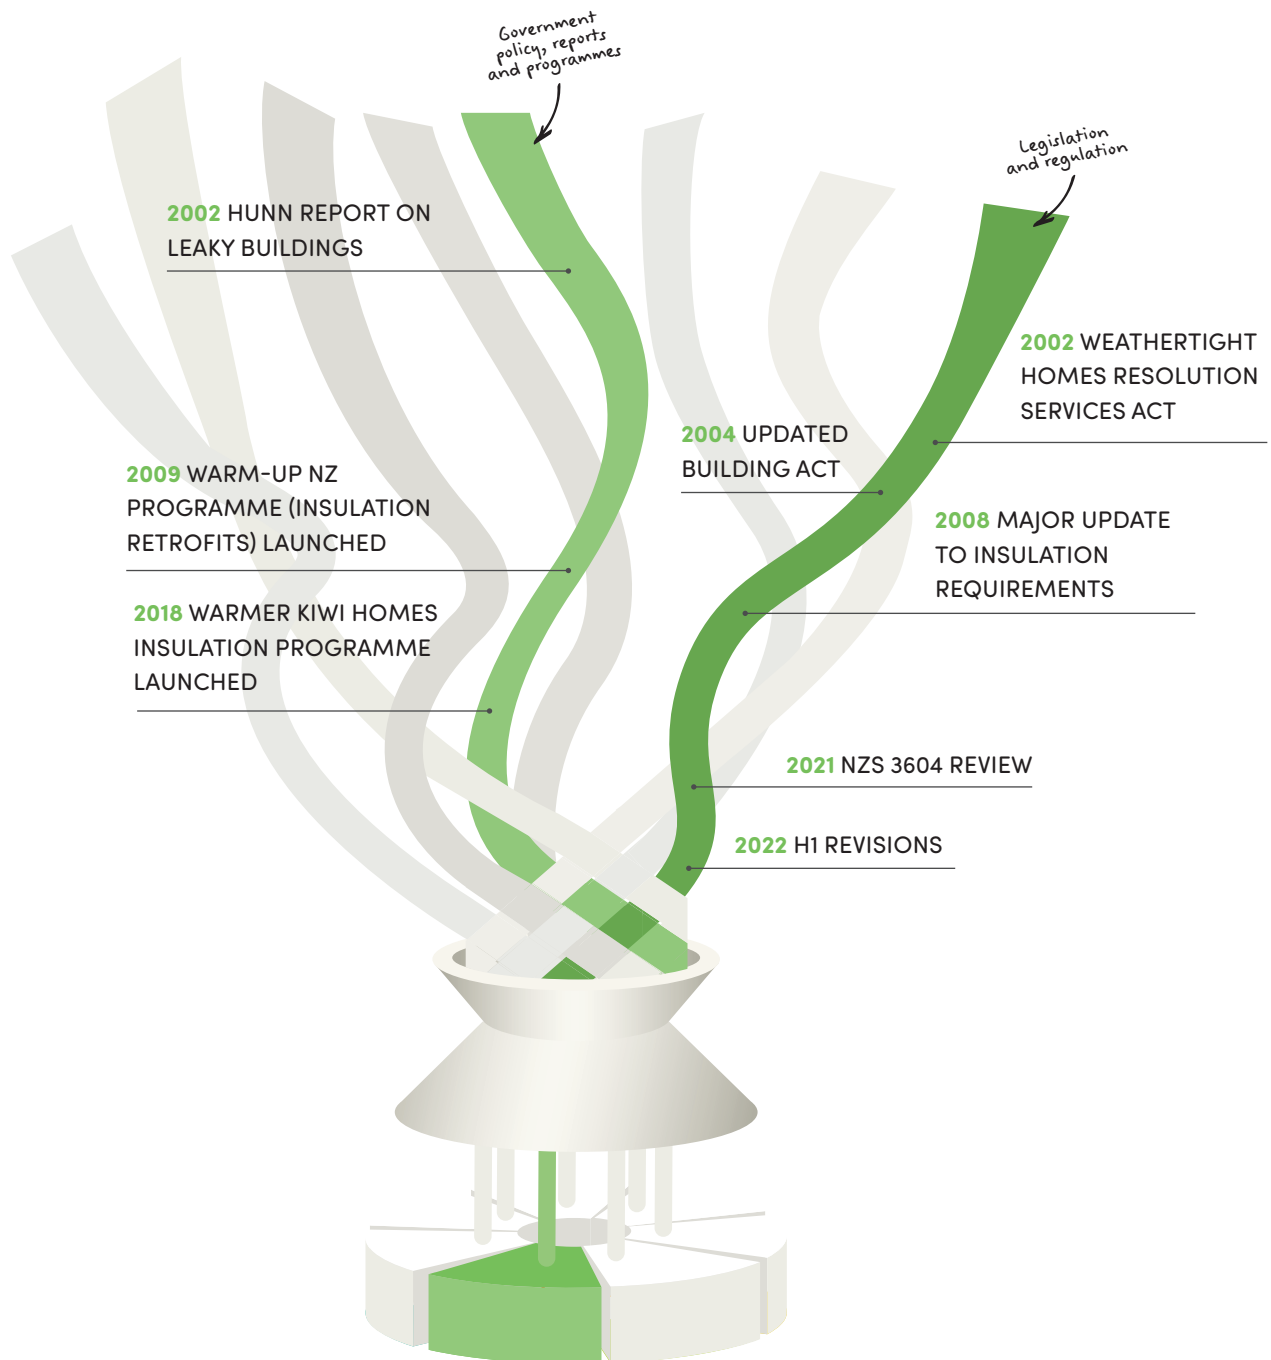 Government
policy, reports
and programmes
Legislation
and regulation
2002 HUNN REPORT ON
LEAKY BUILDINGS
2002 WEATHERTIGHT
HOMES RESOLUTION
SERVICES ACT
2004 UPDATED
BUILDING ACT
2009 WARM-UP NZ
PROGRAMME (INSULATION
RETROFITS) LAUNCHED
2008 MAJOR UPDATE
TO INSULATION
REQUIREMENTS
2018 WARMER KIWI HOMES
INSULATION PROGRAMME
LAUNCHED
2021 NZS 3604 REVIEW
2022 H1 REVISIONS